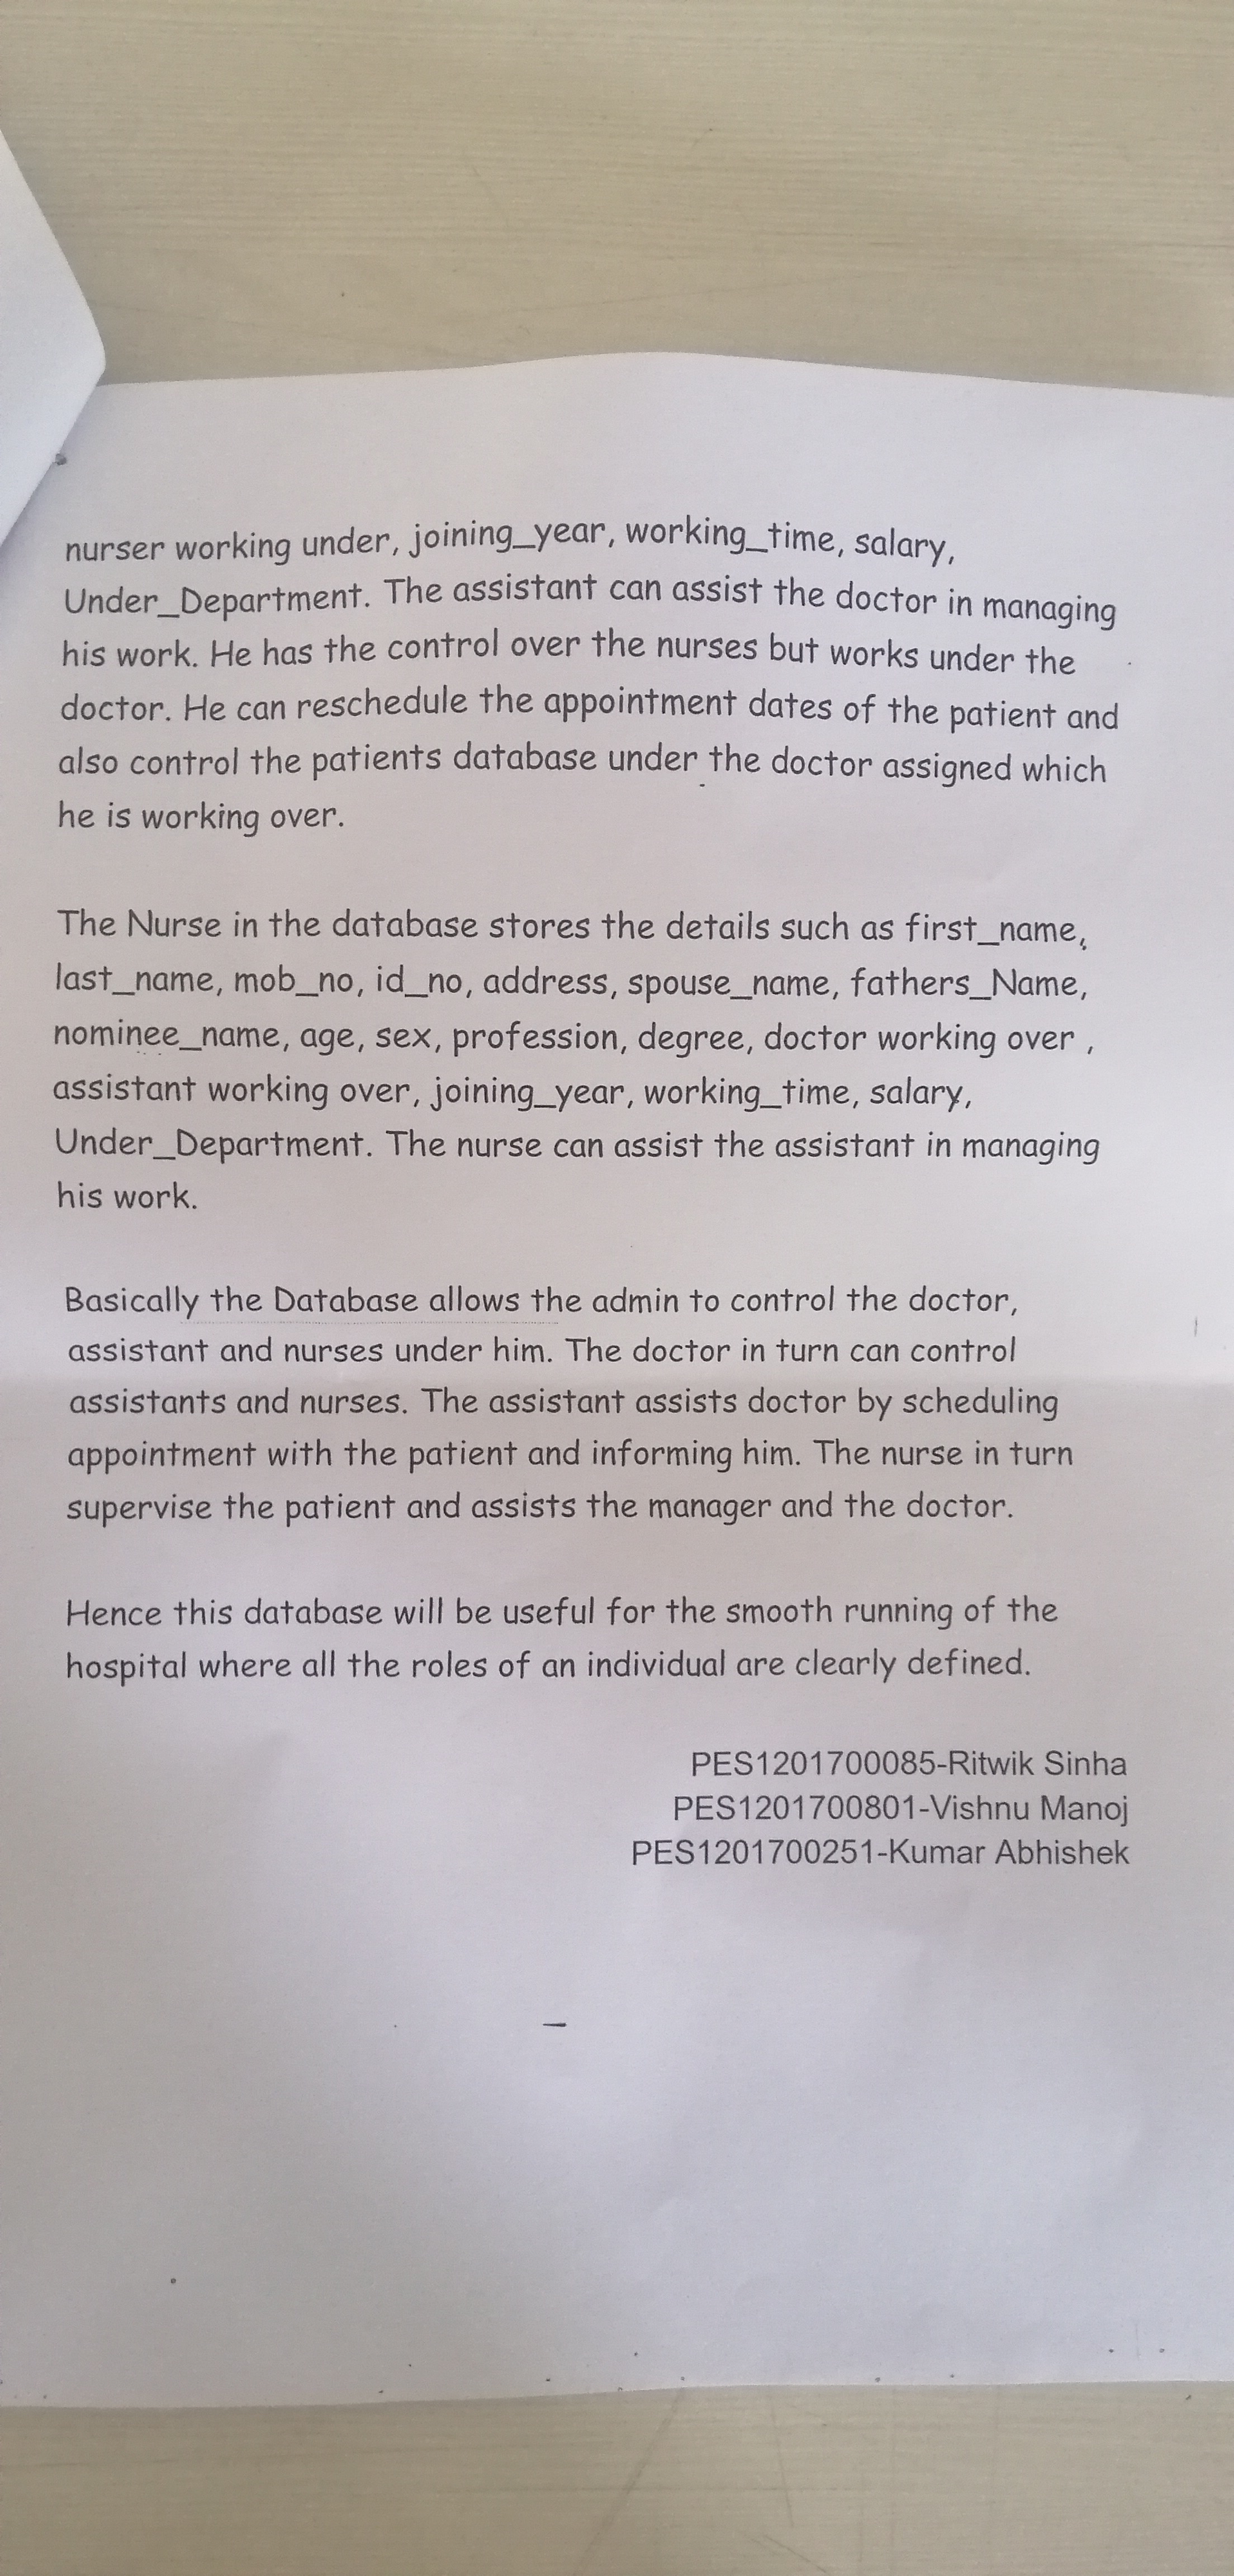 nurser working under, joining_year, working_time, salary,
Under_Department. The assistant can assist the doctor in managing
his work. He has the control over the nurses but works under the
doctor. He can reschedule the appointment dates of the patient and
also control the patients database under the doctor assigned which
he is working over.
The Nurse in the database stores the details such as first_name,
last_name, mob_no, id_no, address, spouse_name, fathers_Name,
nominee_name, age, sex, profession, degree, doctor working over ,
assistant working over, joining_year, working_time, salary,
Under_Department. The nurse can assist the assistant in managing
his work.
Basically the Database allows the admin to control the doctor,
assistant and nurses under him. The doctor in turn can control
assistants and nurses. The assistant assists doctor by scheduling
appointment with the patient and informing him. The nurse in turn
supervise the patient and assists the manager and the doctor.
Hence this database will be useful for the smooth running of the
hospital where all the roles of an individual are clearly defined.
PES1201700085-Ritwik Sinha
PES1201700801-Vishnu Manoj
PES1201700251-Kumar Abhishek